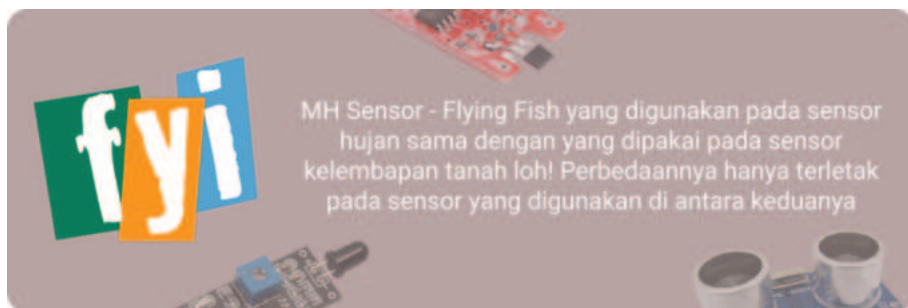 fyi
MH Sensor - Flying Fish yang digunakan pada sensor
hujan sama dengan yang dipakai pada sensor
kelembapan tanah loh! Perbedaannya hanya terletak
pada sensor yang digunakan di antara keduanya